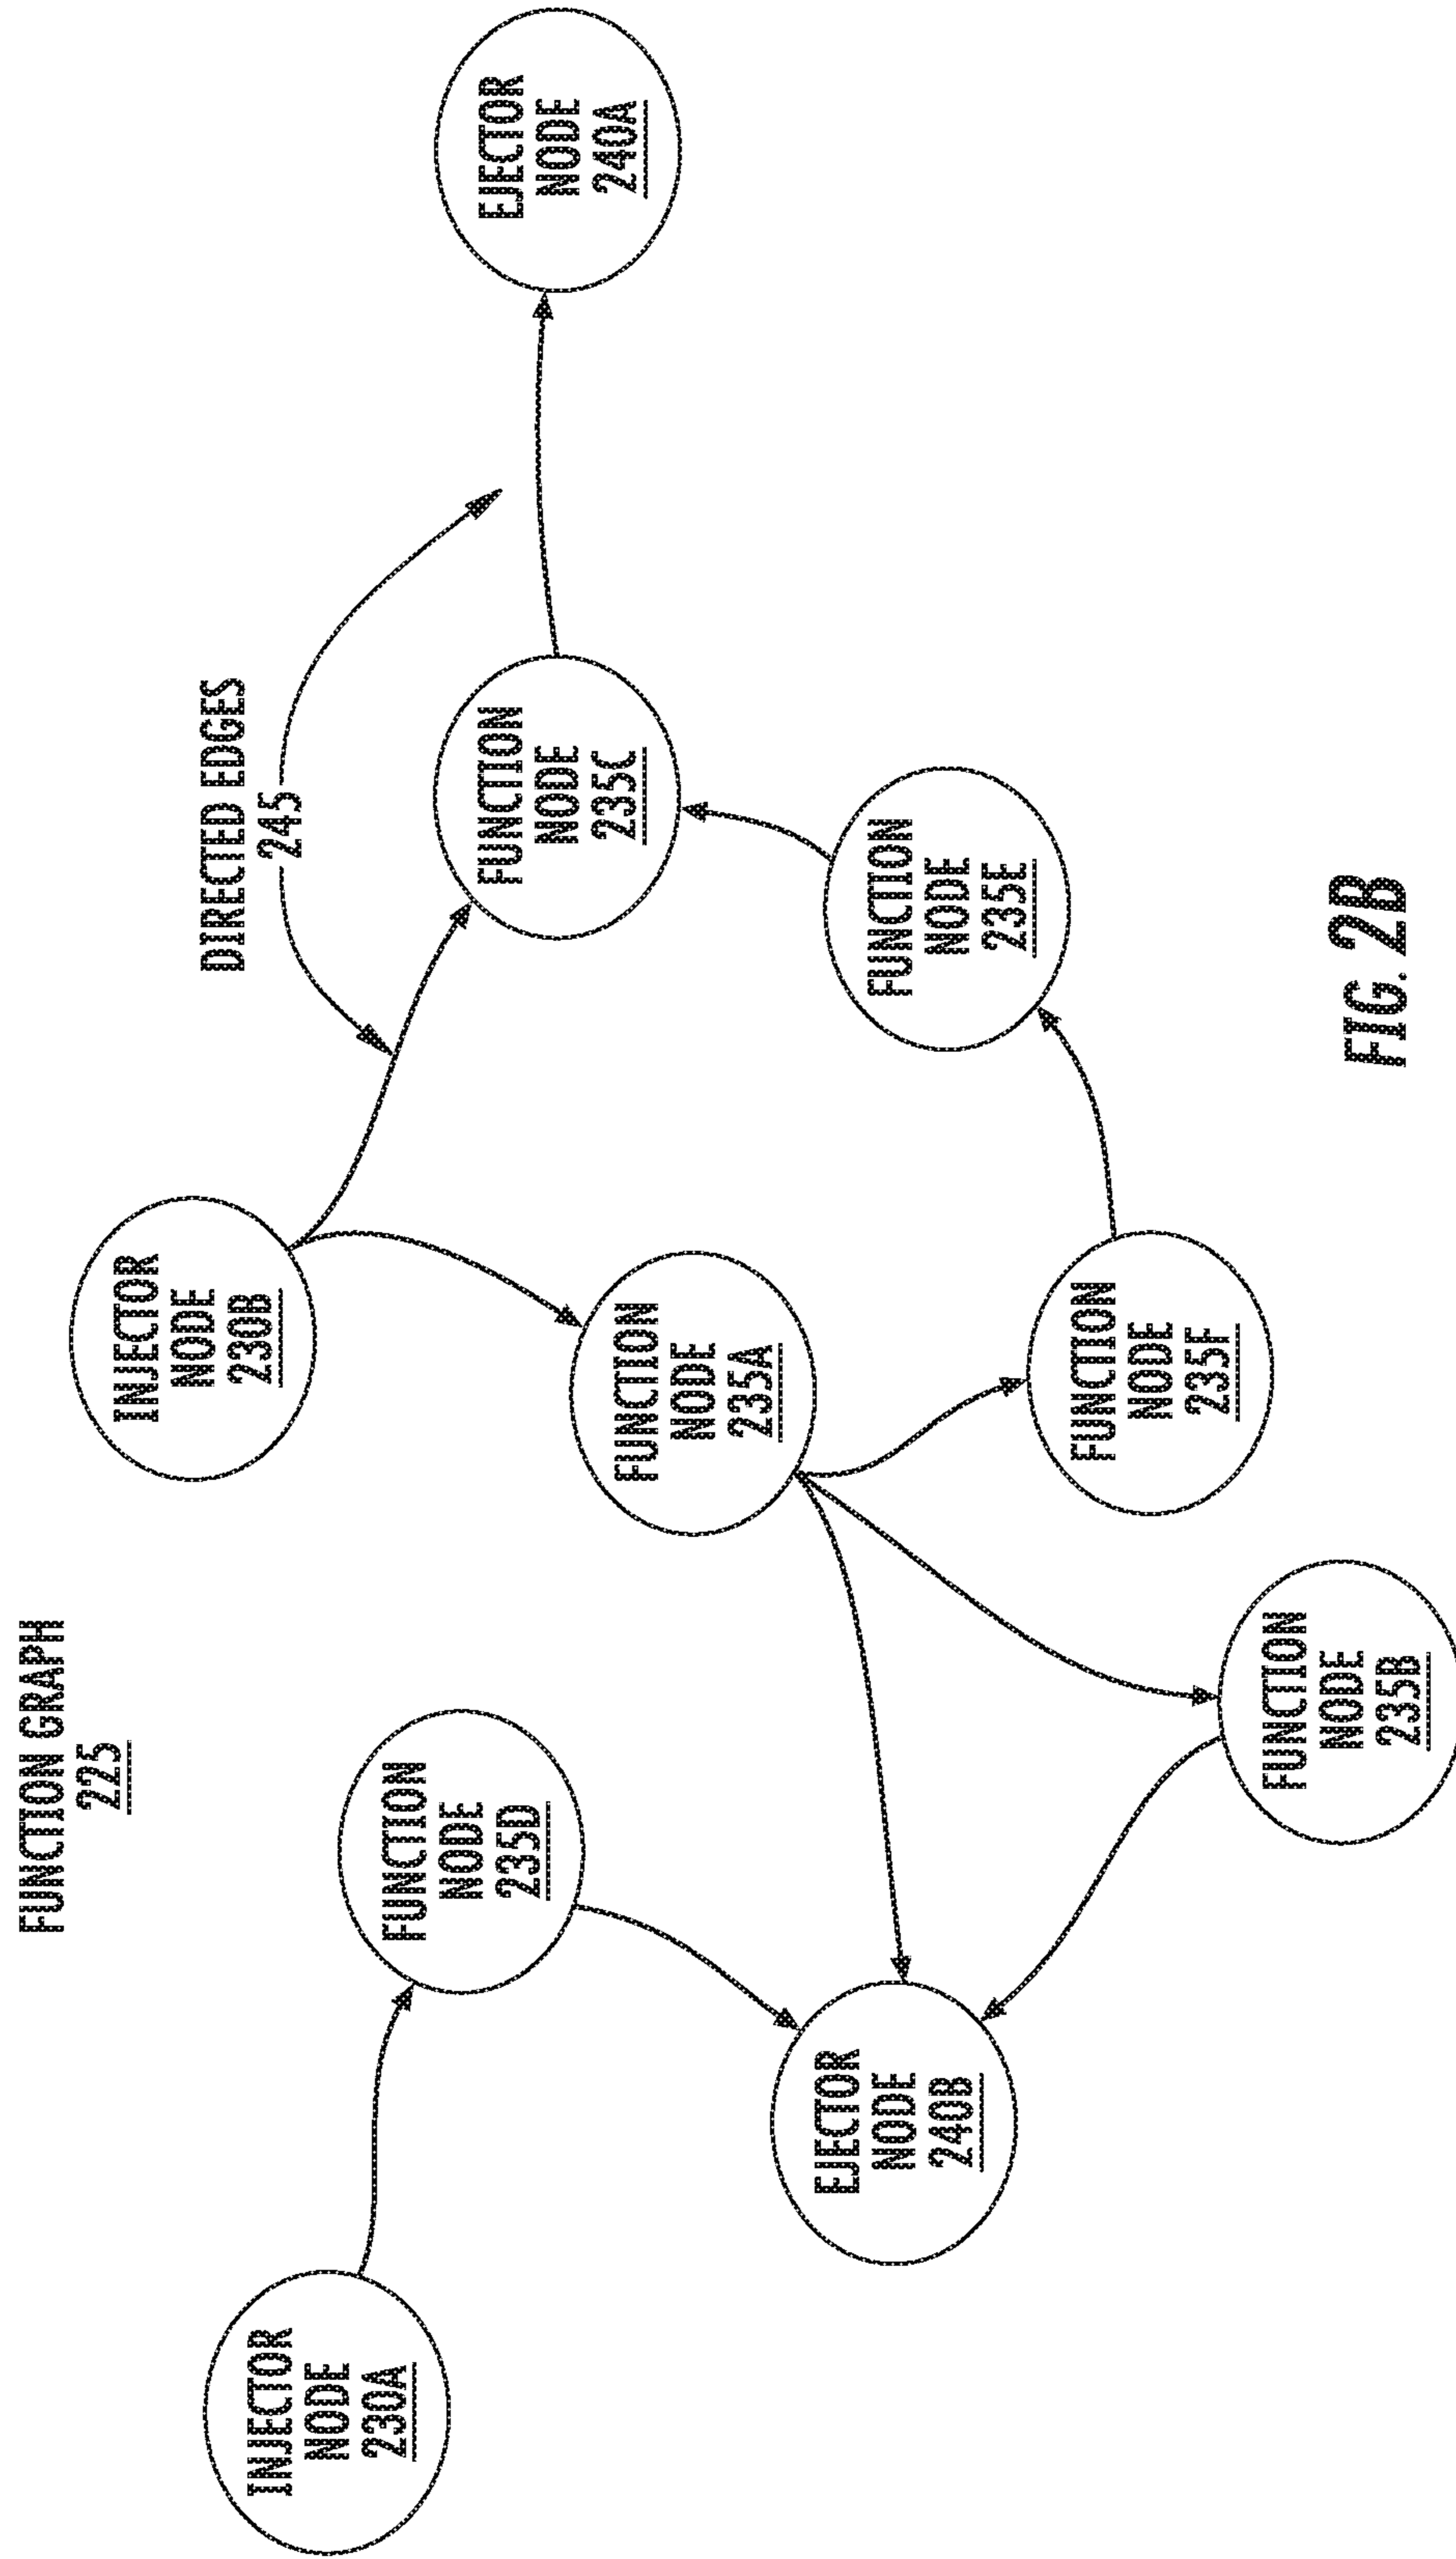 FUNCTION GRAPH
225
INJECTOR
NODE
230A
FUNCTION
NODE
235D
EJECTOR
NODE
240B
INJECTOR
NODE
230B
FUNCTION
NODE
235A
FUNCTION
NODE
235B
FUNCTION
NODE
235F
DIRECTED EDGES
245
FUNCTION
NODE
235C
FUNCTION
NODE
235E
EJECTOR
NODE
240A
FIG. 2B